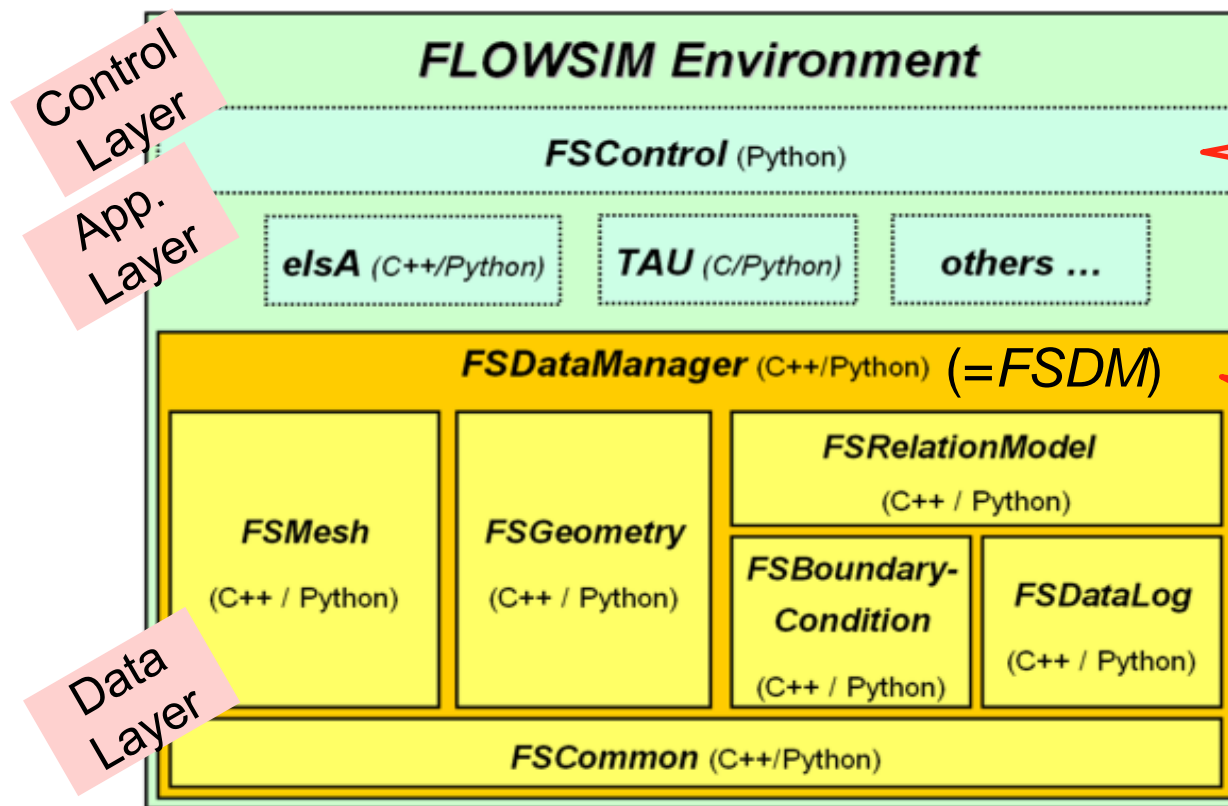 FLOWSIM Environment
Control
Layer
FSControl (Python)
App.
Layer
elsA (C++/Python)
TAU (C/Python)
others ...
FSDataManager (C++/Python) (=FSDM)
FSMesh
(C++ / Python)
FSGeometry
(C++ / Python)
FSRelationModel
(C++ / Python)
FSBoundary-
Condition
(C++ / Python)
FSDataLog
(C++ / Python)
Data
Layer
FSCommon (C++/Python)